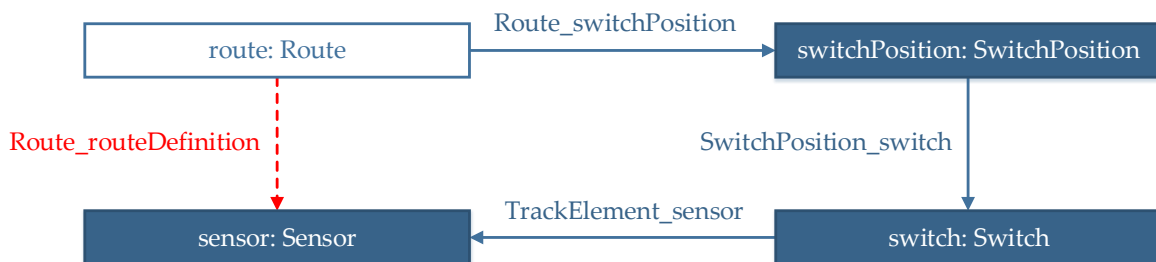 Route_switchPosition
route: Route
switchPosition: SwitchPosition
Route_routeDefinition
SwitchPosition_switch
TrackElement_sensor
sensor: Sensor
switch: Switch